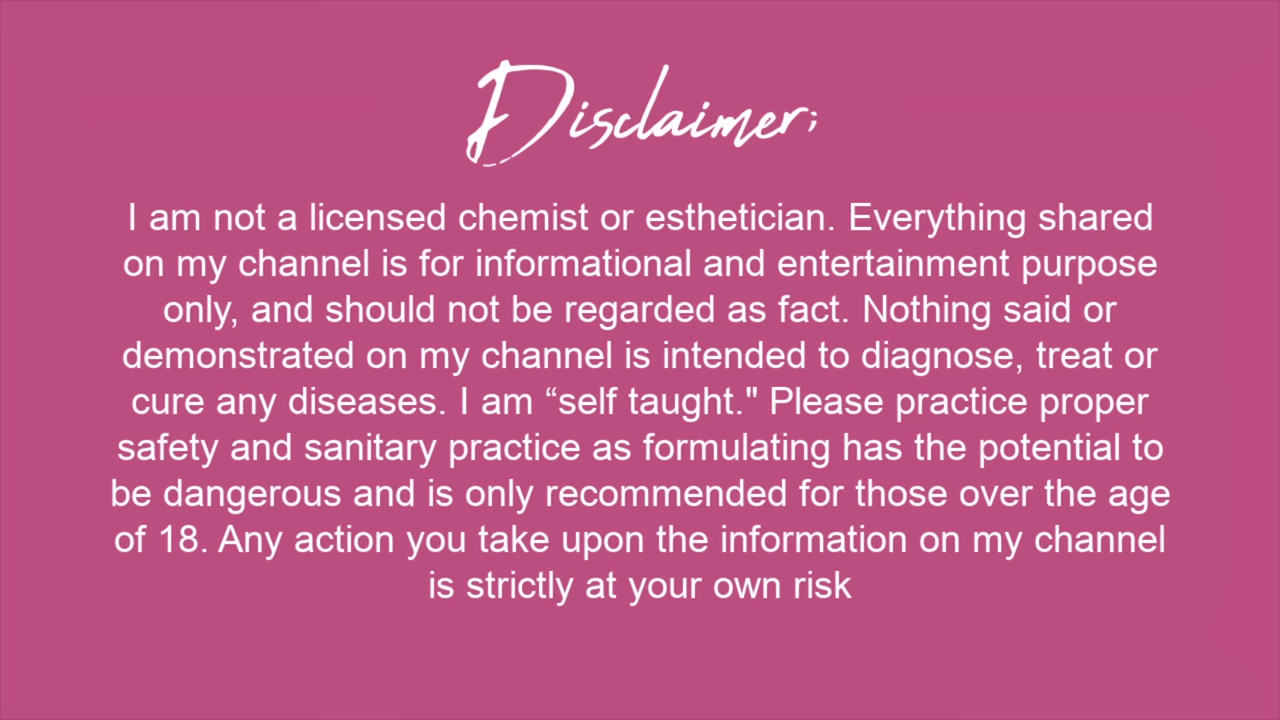 Disclaimer;
I am not a licensed chemist or esthetician. Everything shared
on my channel is for informational and entertainment purpose
only, and should not be regarded as fact. Nothing said or
demonstrated on my channel is intended to diagnose, treat or
cure any diseases. I am “self taught." Please practice proper
safety and sanitary practice as formulating has the potential to
be dangerous and is only recommended for those over the age
of 18. Any action you take upon the information on my channel
is strictly at your own risk